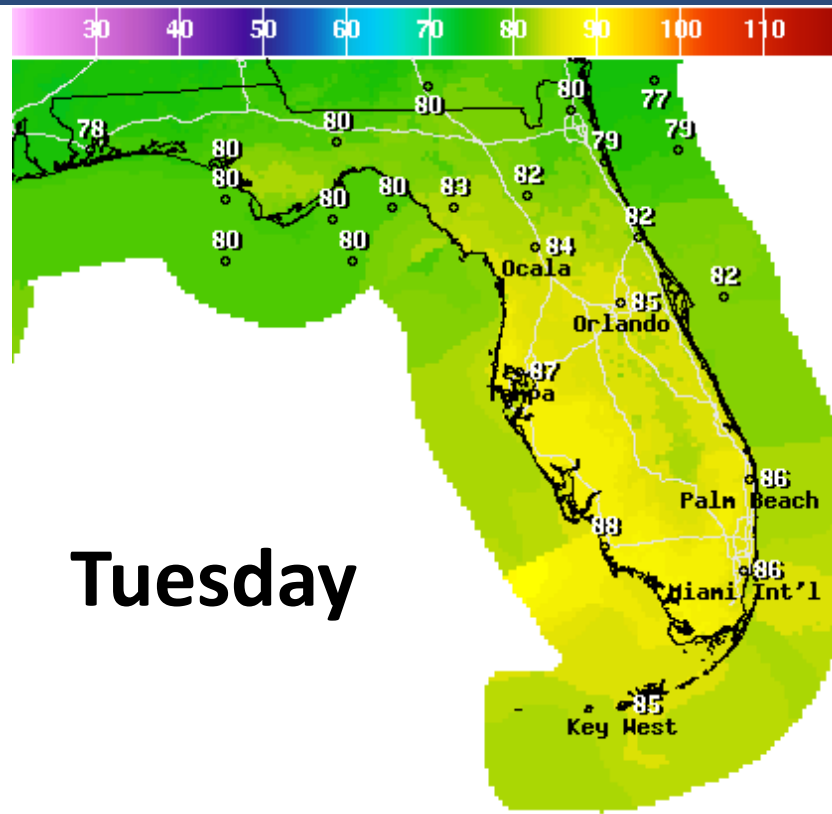 30 40 50 60 70 80 90 100 110
80 77
80
78 80 79 79
80
80 80 80 83 82
82
80 80 84
Ocala
82
85
Orlando
87
Tampa
86
Palm Beach
88
Tuesday
86
Miami Int'l
85
Key West